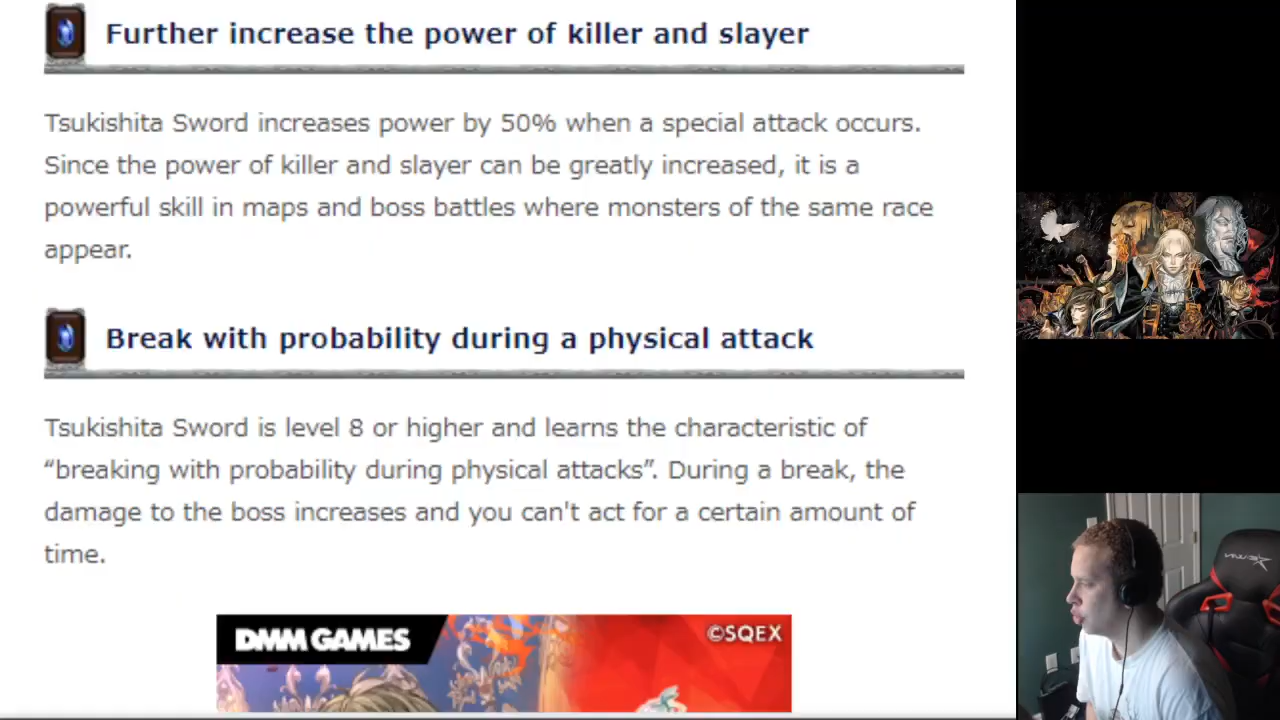 Further increase the power of killer and slayer
Tsukishita Sword increases power by 50% when a special attack occurs.
Since the power of killer and slayer can be greatly increased, it is a
powerful skill in maps and boss battles where monsters of the same race
appear.
Break with probability during a physical attack
Tsukishita Sword is level 8 or higher and learns the characteristic of
“breaking with probability during physical attacks”. During a break, the
damage to the boss increases and you can't act for a certain amount of
time.
DMM GAMES
©SQEX